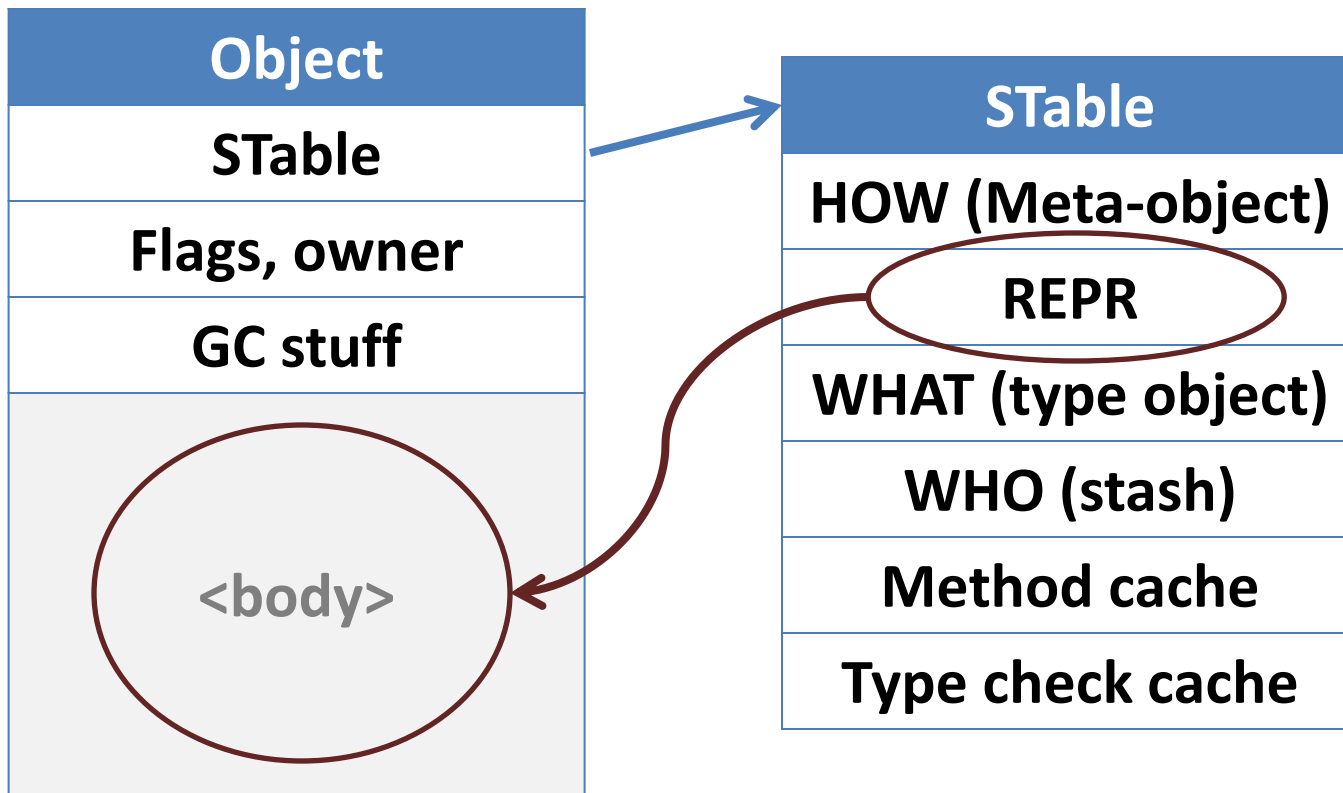 Object
STable
Flags, owner
GC stuff
<body>
STable
HOW (Meta-object)
REPR
WHAT (type object)
WHO (stash)
Method cache
Type check cache